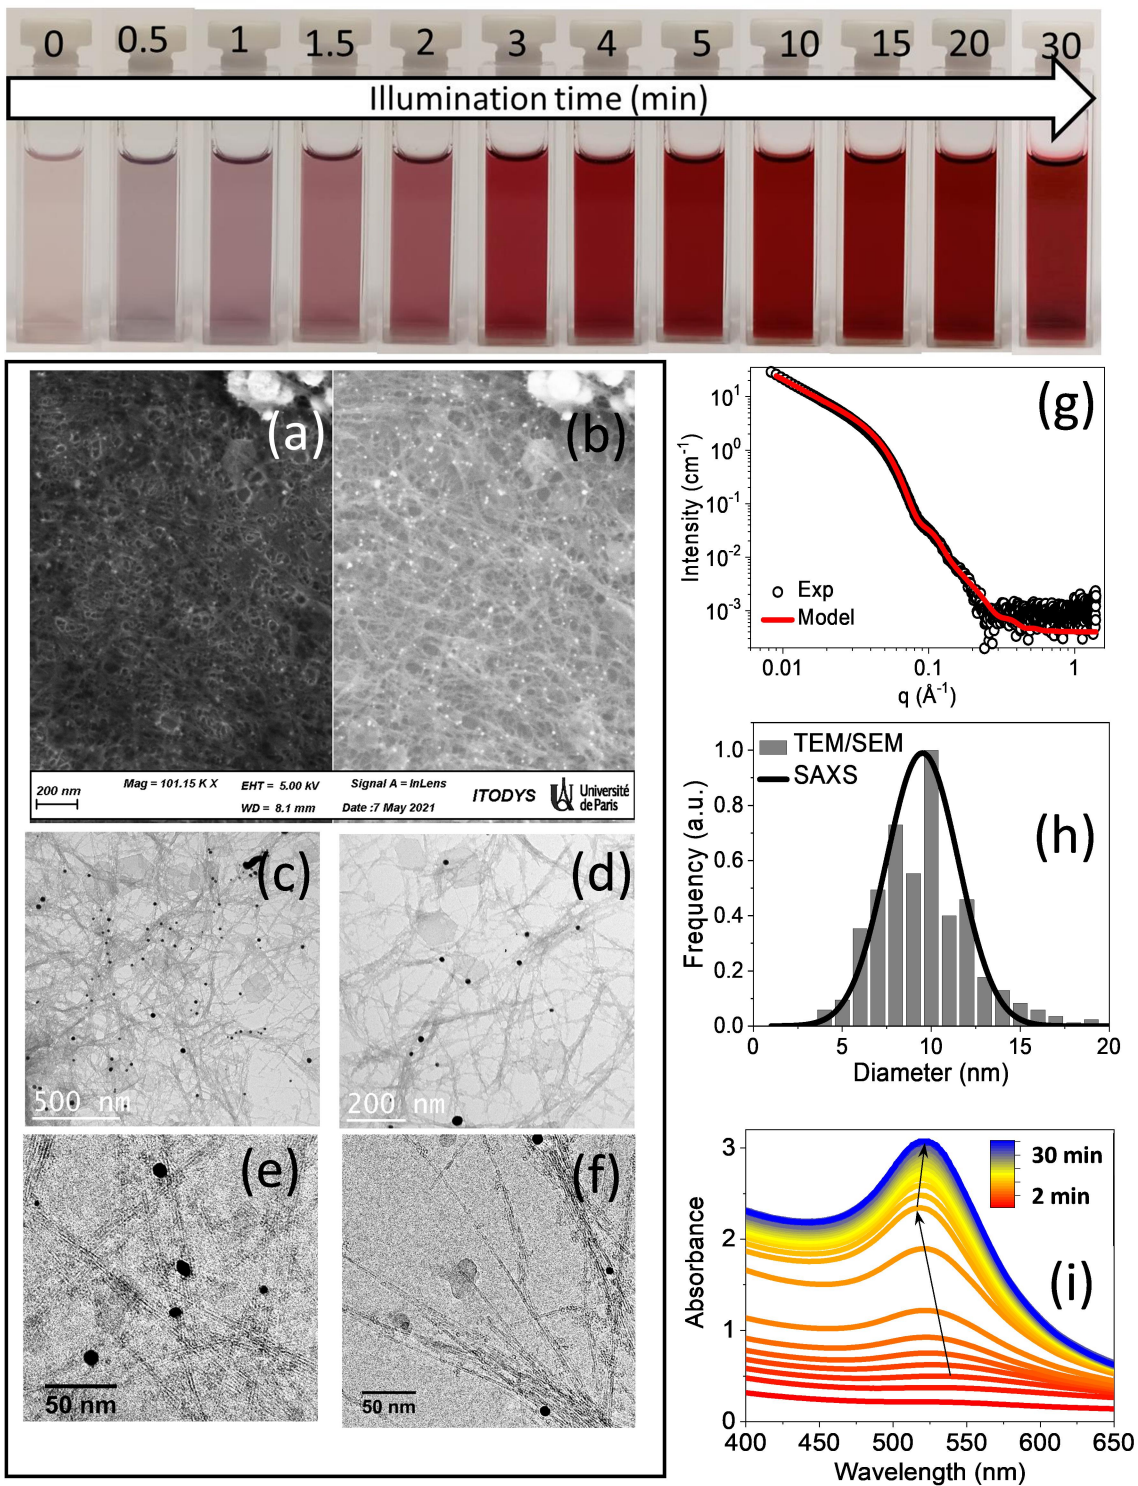 0 0.5 1 1.5 2 3 4 5 10 15 20 30
Illumination time (min)
(a)
(b)
200 nm
Mag = 101.15 K X
EHT = 5.00 kV
WD = 8.1 mm
Signal A = InLens
Date :7 May 2021
ITODYS
Université
de Paris
(c)
500 nm
(d)
200 nm
(e)
50 nm
(f)
50 nm
(g)
Intensity (cm-1)
10^1
10^0
10^-1
10^-2
10^-3
Exp
Model
0.01 0.1 1
q (Å-1)
TEM/SEM
SAXS
(h)
Frequency (a.u.)
1.0
0.8
0.6
0.4
0.2
0.0
0 5 10 15 20
Diameter (nm)
30 min
2 min
(i)
Absorbance
3
2
1
0
400 450 500 550 600 650
Wavelength (nm)